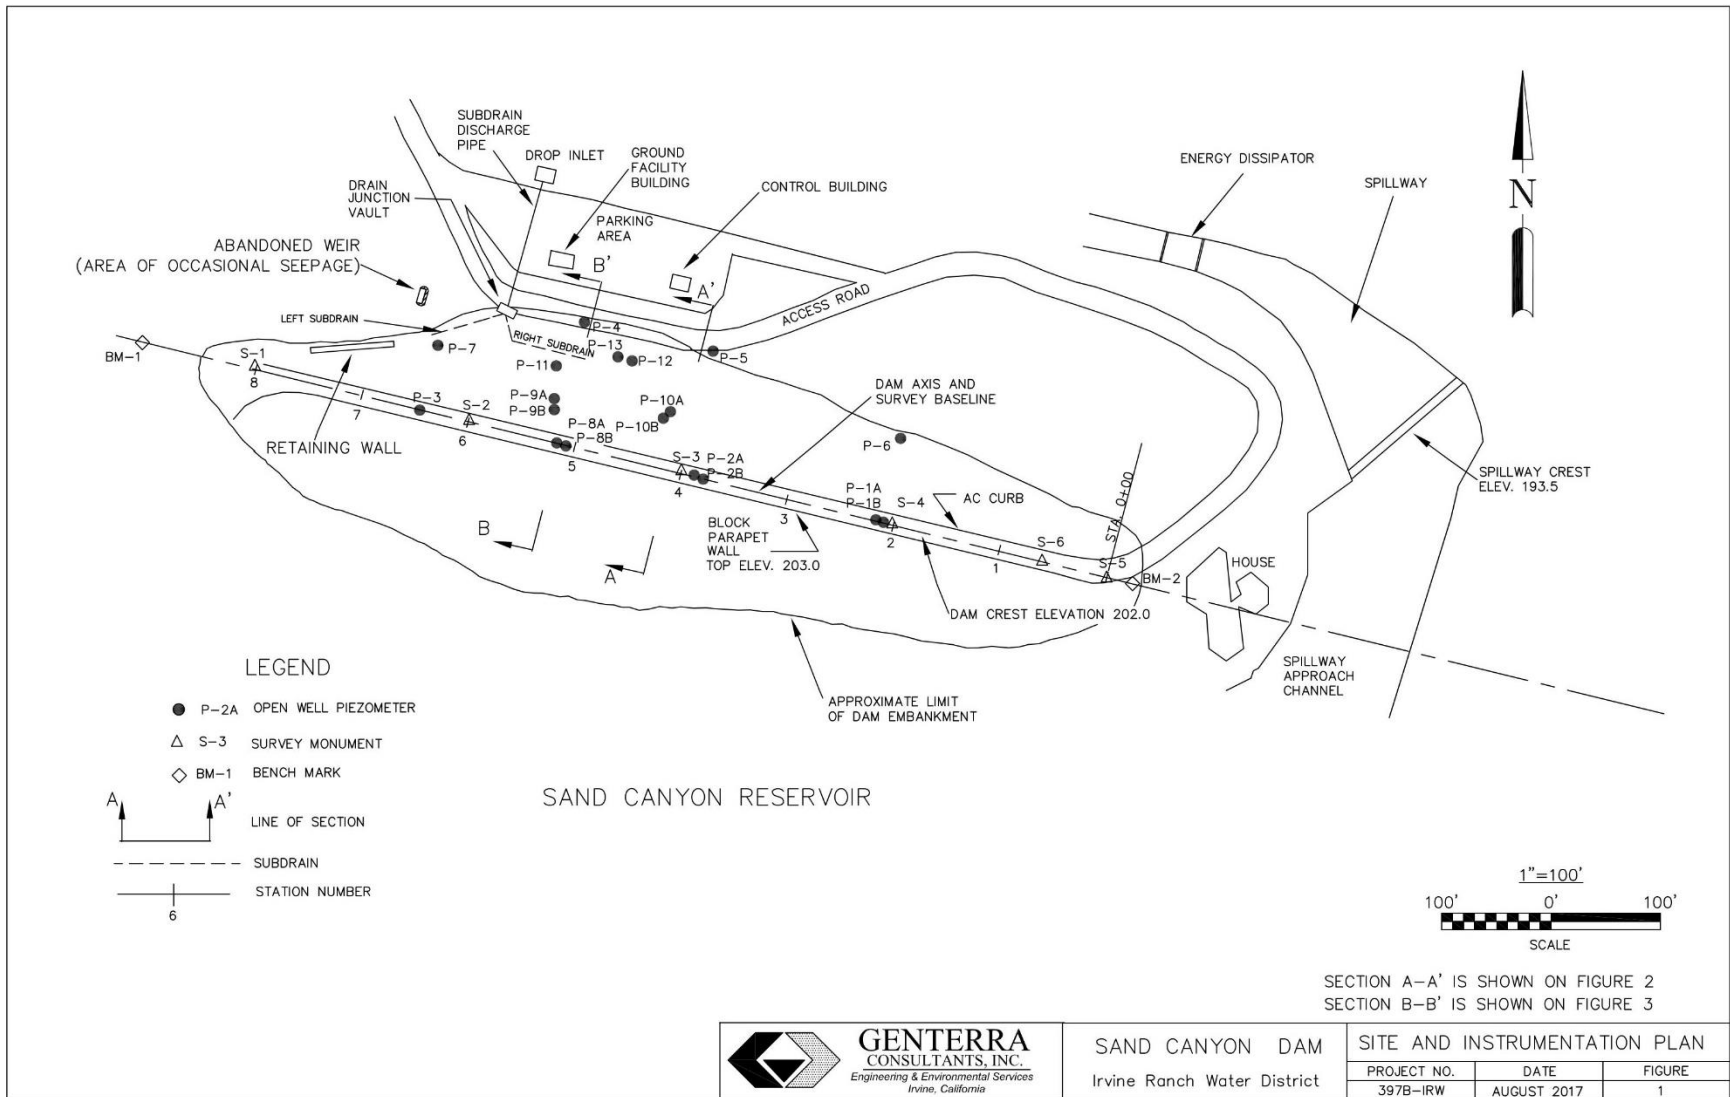 SUBDRAIN
DISCHARGE
PIPE
DROP INLET
GROUND
FACILITY
BUILDING
DRAIN
JUNCTION
VAULT
PARKING
AREA
CONTROL BUILDING
ENERGY DISSIPATOR
SPILLWAY
N
ABANDONED WEIR
(AREA OF OCCASIONAL SEEPAGE)
B'
A'
ACCESS ROAD
LEFT SUBDRAIN
RIGHT SUBDRAIN
P-4
P-13
P-12
P-5
BM-1
P-7
P-11
S-1
8
7
P-3
S-2
6
P-9A
P-9B
P-8A
P-8B
5
P-10A
P-10B
DAM AXIS AND
SURVEY BASELINE
P-6
RETAINING WALL
S-3
P-2A
P-2B
4
3
P-1A
P-1B
S-4
2
AC CURB
STA. 0+00
SPILLWAY CREST
ELEV. 193.5
B
A
BLOCK
PARAPET
WALL
TOP ELEV. 203.0
1
S-6
S-5
BM-2
HOUSE
DAM CREST ELEVATION 202.0
SPILLWAY
APPROACH
CHANNEL
APPROXIMATE LIMIT
OF DAM EMBANKMENT
LEGEND
P-2A OPEN WELL PIEZOMETER
S-3 SURVEY MONUMENT
BM-1 BENCH MARK
A A'
LINE OF SECTION
SUBDRAIN
STATION NUMBER
6
SAND CANYON RESERVOIR
1"=100'
100' 0' 100'
SCALE
SECTION A-A' IS SHOWN ON FIGURE 2
SECTION B-B' IS SHOWN ON FIGURE 3
GENTERRA
CONSULTANTS, INC.
Engineering & Environmental Services
Irvine, California
SAND CANYON DAM
Irvine Ranch Water District
SITE AND INSTRUMENTATION PLAN
PROJECT NO. DATE FIGURE
397B-IRW AUGUST 2017 1